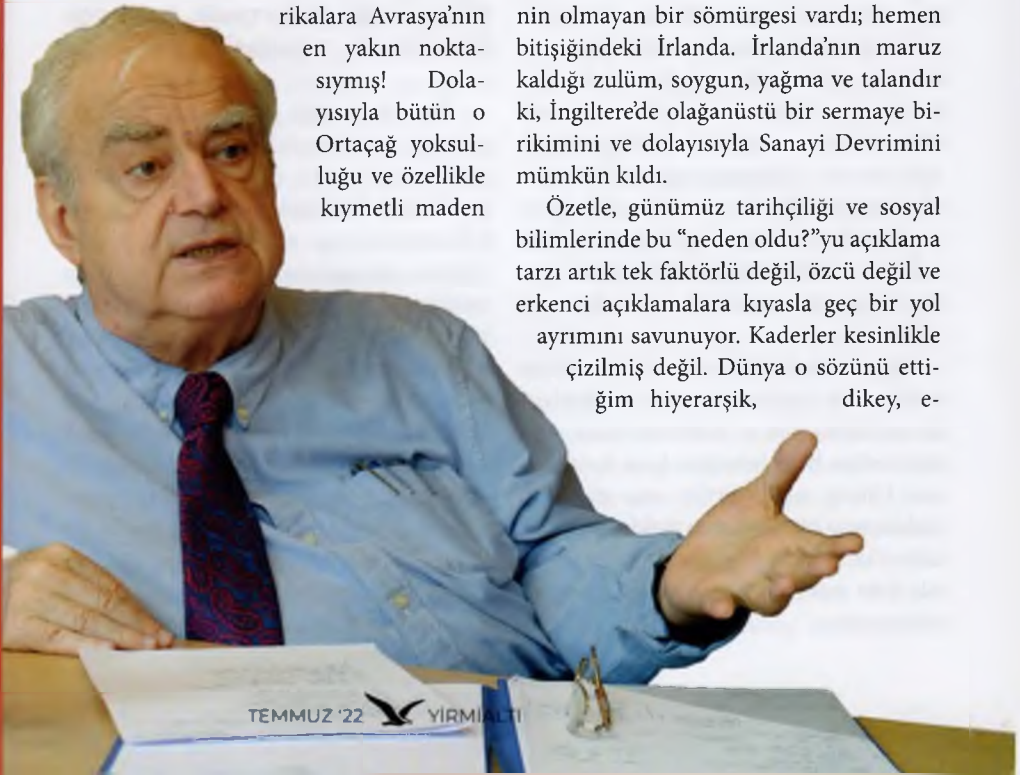 rikalara Avrasya’nın
en yakın nokta-
sıymış! Dola-
yısıyla bütün o
Ortaçağ yoksul-
luğu ve özellikle
kıymetli maden
nin olmayan bir sömürgesi vardı; hemen
bitişiğindeki İrlanda. İrlanda’nın maruz
kaldığı zulüm, soygun, yağma ve talandır
ki, İngiltere’de olağanüstü bir sermaye bi-
rikimini ve dolayısıyla Sanayi Devrimini
mümkün kıldı.
Özetle, günümüz tarihçiliği ve sosyal
bilimlerinde bu “neden oldu?”yu açıklama
tarzı artık tek faktörlü değil, özcü değil ve
erkenci açıklamalara kıyasla geç bir yol
ayrımını savunuyor. Kaderler kesinlikle
çizilmiş değil. Dünya o sözünü etti-
ğim hiyerarşik, dikey, e-
TEMMUZ ’22 YİRMİALTI